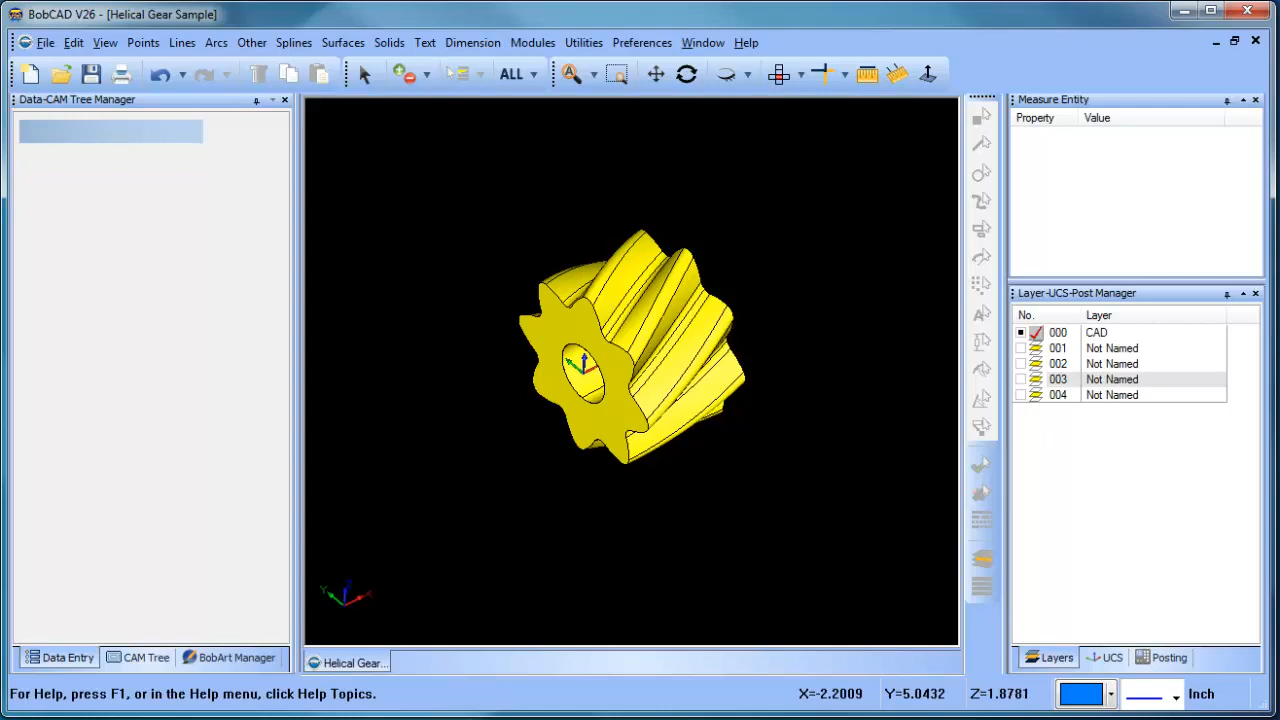 BobCAD V26 - [Helical Gear Sample]
File Edit View Points Lines Arcs Other Splines Surfaces Solids Text Dimension Modules Utilities Preferences Window Help
ALL
Data-CAM Tree Manager
Measure Entity
Property Value
Layer-UCS-Post Manager
No. Layer
000 CAD
001 Not Named
002 Not Named
003 Not Named
004 Not Named
Y Z X
Data Entry CAM Tree BobArt Manager
Helical Gear...
Layers UCS Posting
For Help, press F1, or in the Help menu, click Help Topics.
X=-2.2009 Y=5.0432 Z=1.8781 Inch